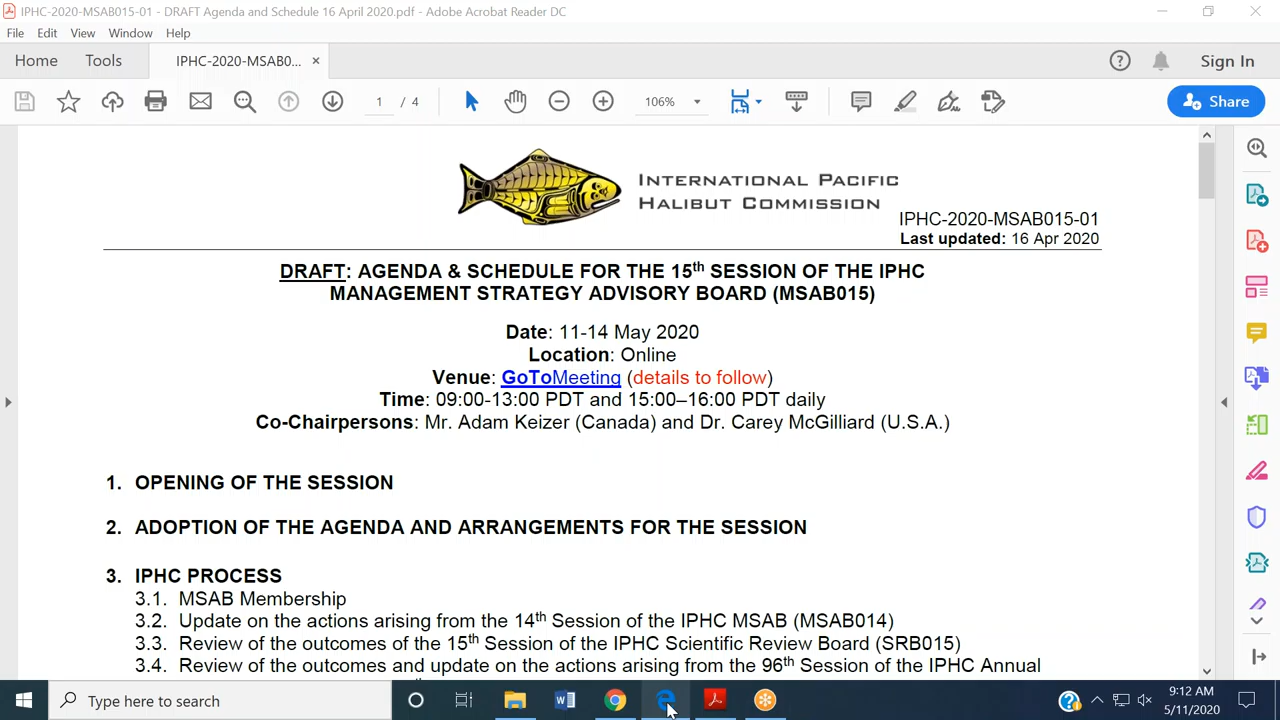 IPHC-2020-MSAB015-01 - DRAFT Agenda and Schedule 16 April 2020.pdf - Adobe Acrobat Reader DC
File Edit View Window Help
Home Tools IPHC-2020-MSAB0... × Sign In
1 / 4 106% Share
INTERNATIONAL PACIFIC
HALIBUT COMMISSION
IPHC-2020-MSAB015-01
Last updated: 16 Apr 2020
DRAFT: AGENDA & SCHEDULE FOR THE 15th SESSION OF THE IPHC
MANAGEMENT STRATEGY ADVISORY BOARD (MSAB015)
Date: 11-14 May 2020
Location: Online
Venue: GoToMeeting (details to follow)
Time: 09:00-13:00 PDT and 15:00–16:00 PDT daily
Co-Chairpersons: Mr. Adam Keizer (Canada) and Dr. Carey McGilliard (U.S.A.)
1. OPENING OF THE SESSION
2. ADOPTION OF THE AGENDA AND ARRANGEMENTS FOR THE SESSION
3. IPHC PROCESS
3.1. MSAB Membership
3.2. Update on the actions arising from the 14th Session of the IPHC MSAB (MSAB014)
3.3. Review of the outcomes of the 15th Session of the IPHC Scientific Review Board (SRB015)
3.4. Review of the outcomes and update on the actions arising from the 96th Session of the IPHC Annual
Type here to search
9:12 AM
5/11/2020